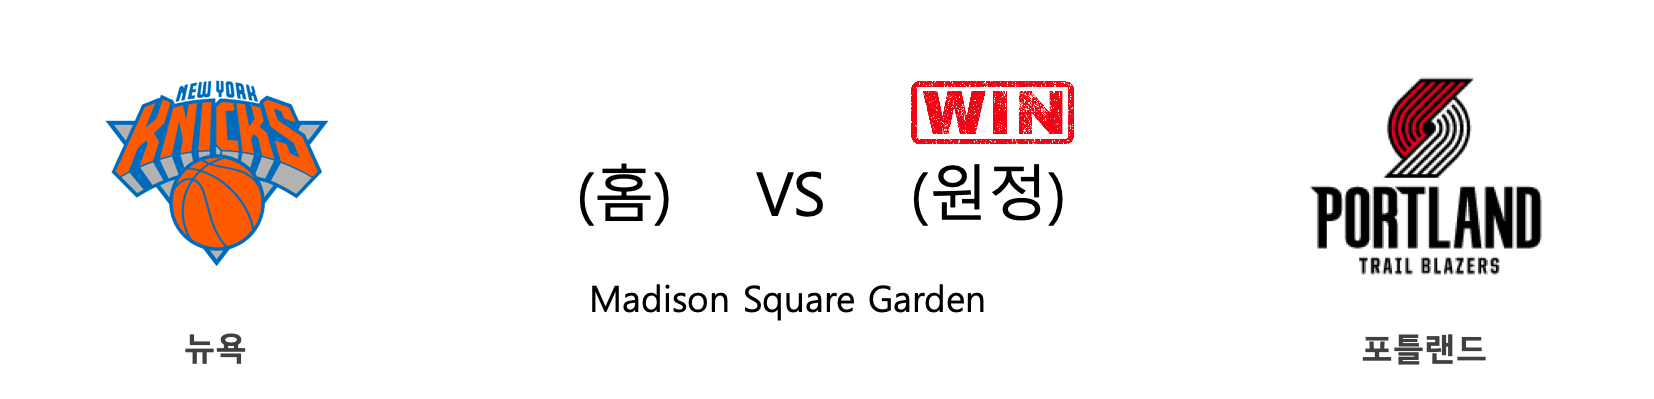 NEW YORK
KNICKS
WIN
(홈) VS (원정)
Madison Square Garden
PORTLAND
TRAIL BLAZERS
뉴욕
포틀랜드